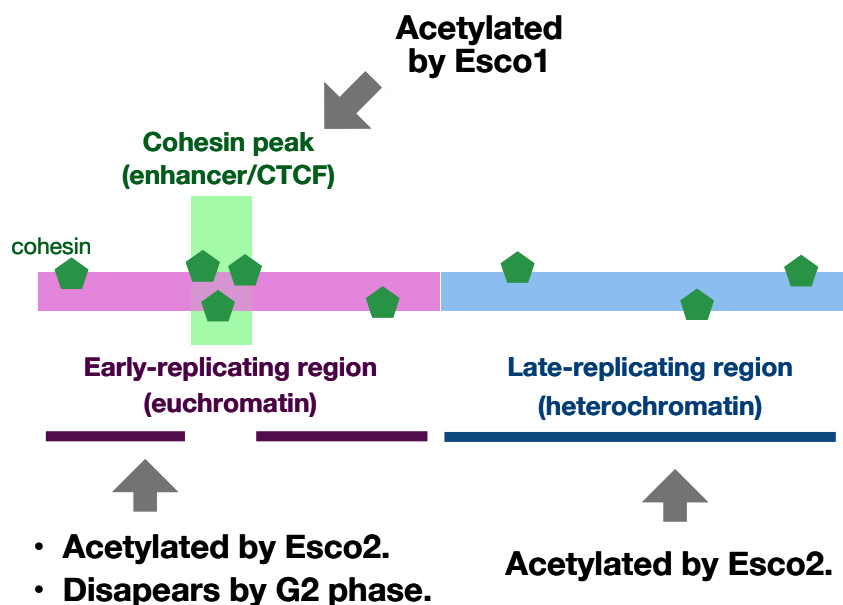 Acetylated
by Esco1
Cohesin peak
(enhancer/CTCF)
cohesin
Early-replicating region
(euchromatin)
Late-replicating region
(heterochromatin)
• Acetylated by Esco2.
• Disapears by G2 phase.
Acetylated by Esco2.